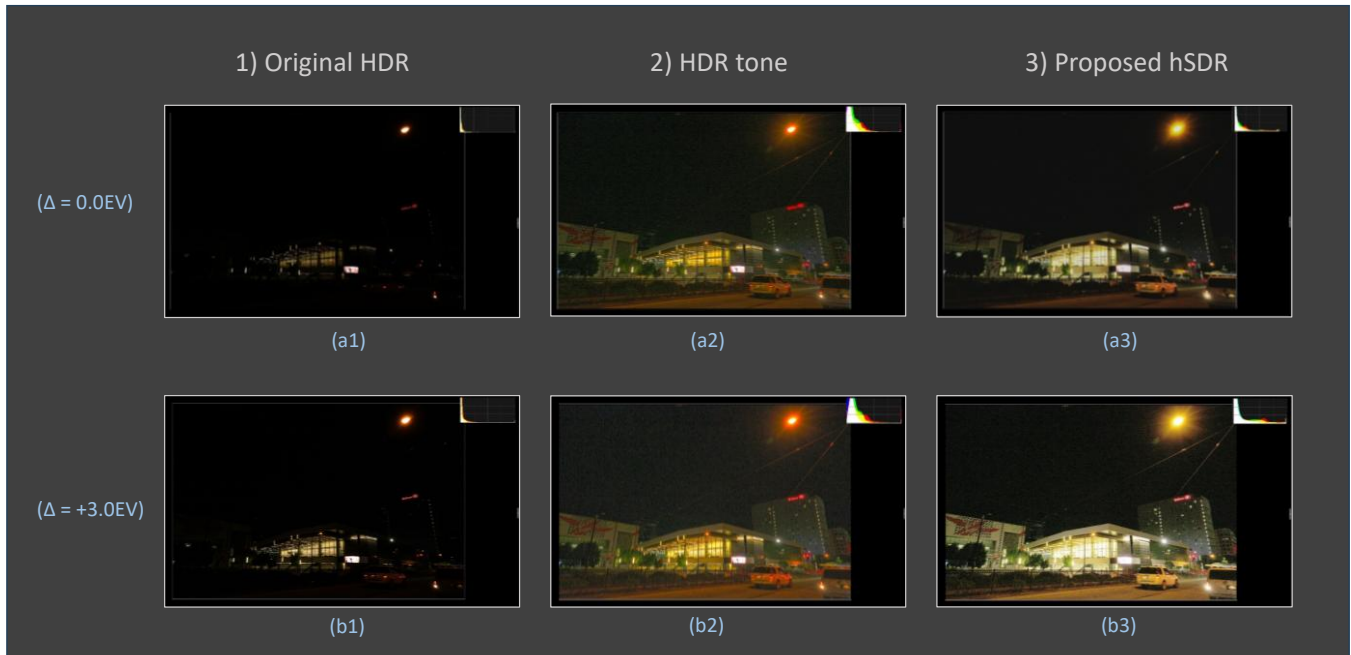 1) Original HDR
2) HDR tone
3) Proposed hSDR
(Δ = 0.0EV)
(a1)
(a2)
(a3)
(Δ = +3.0EV)
(b1)
(b2)
(b3)